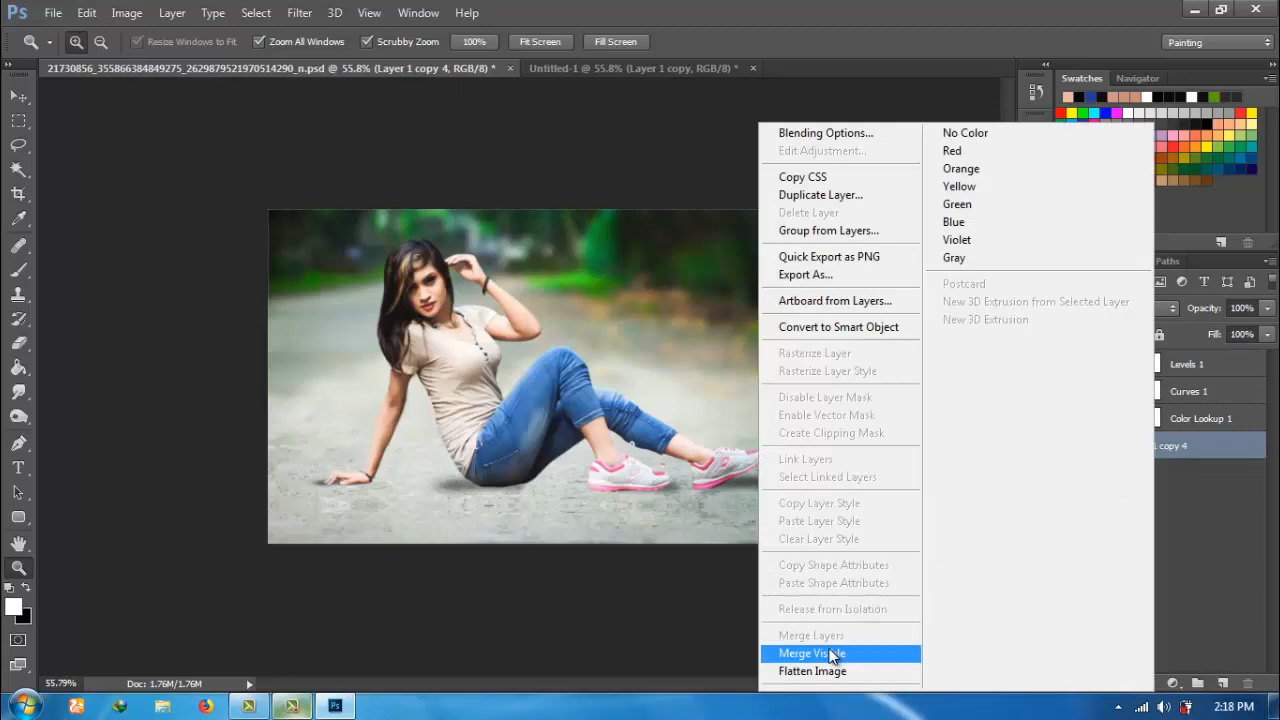 Ps File Edit Image Layer Type Select Filter 3D View Window Help
Resize Windows to Fit Zoom All Windows Scrubby Zoom 100% Fit Screen Fill Screen Painting
21730856_355866384849275_2629879521970514290_n.psd @ 55.8% (Layer 1 copy 4, RGB/8) * Untitled-1 @ 55.8% (Layer 1 copy, RGB/8) *
Swatches Navigator
Blending Options...
Edit Adjustment...
Copy CSS
Duplicate Layer...
Delete Layer
Group from Layers...
Quick Export as PNG
Export As...
Artboard from Layers...
Convert to Smart Object
Rasterize Layer
Rasterize Layer Style
Disable Layer Mask
Enable Vector Mask
Create Clipping Mask
Link Layers
Select Linked Layers
Copy Layer Style
Paste Layer Style
Clear Layer Style
Copy Shape Attributes
Paste Shape Attributes
Release from Isolation
Merge Layers
Merge Visible
Flatten Image
No Color
Red
Orange
Yellow
Green
Blue
Violet
Gray
Postcard
New 3D Extrusion from Selected Layer
New 3D Extrusion
Paths
Opacity: 100%
Fill: 100%
Levels 1
Curves 1
Color Lookup 1
1 copy 4
55.79% Doc: 1.76M/1.76M
2:18 PM